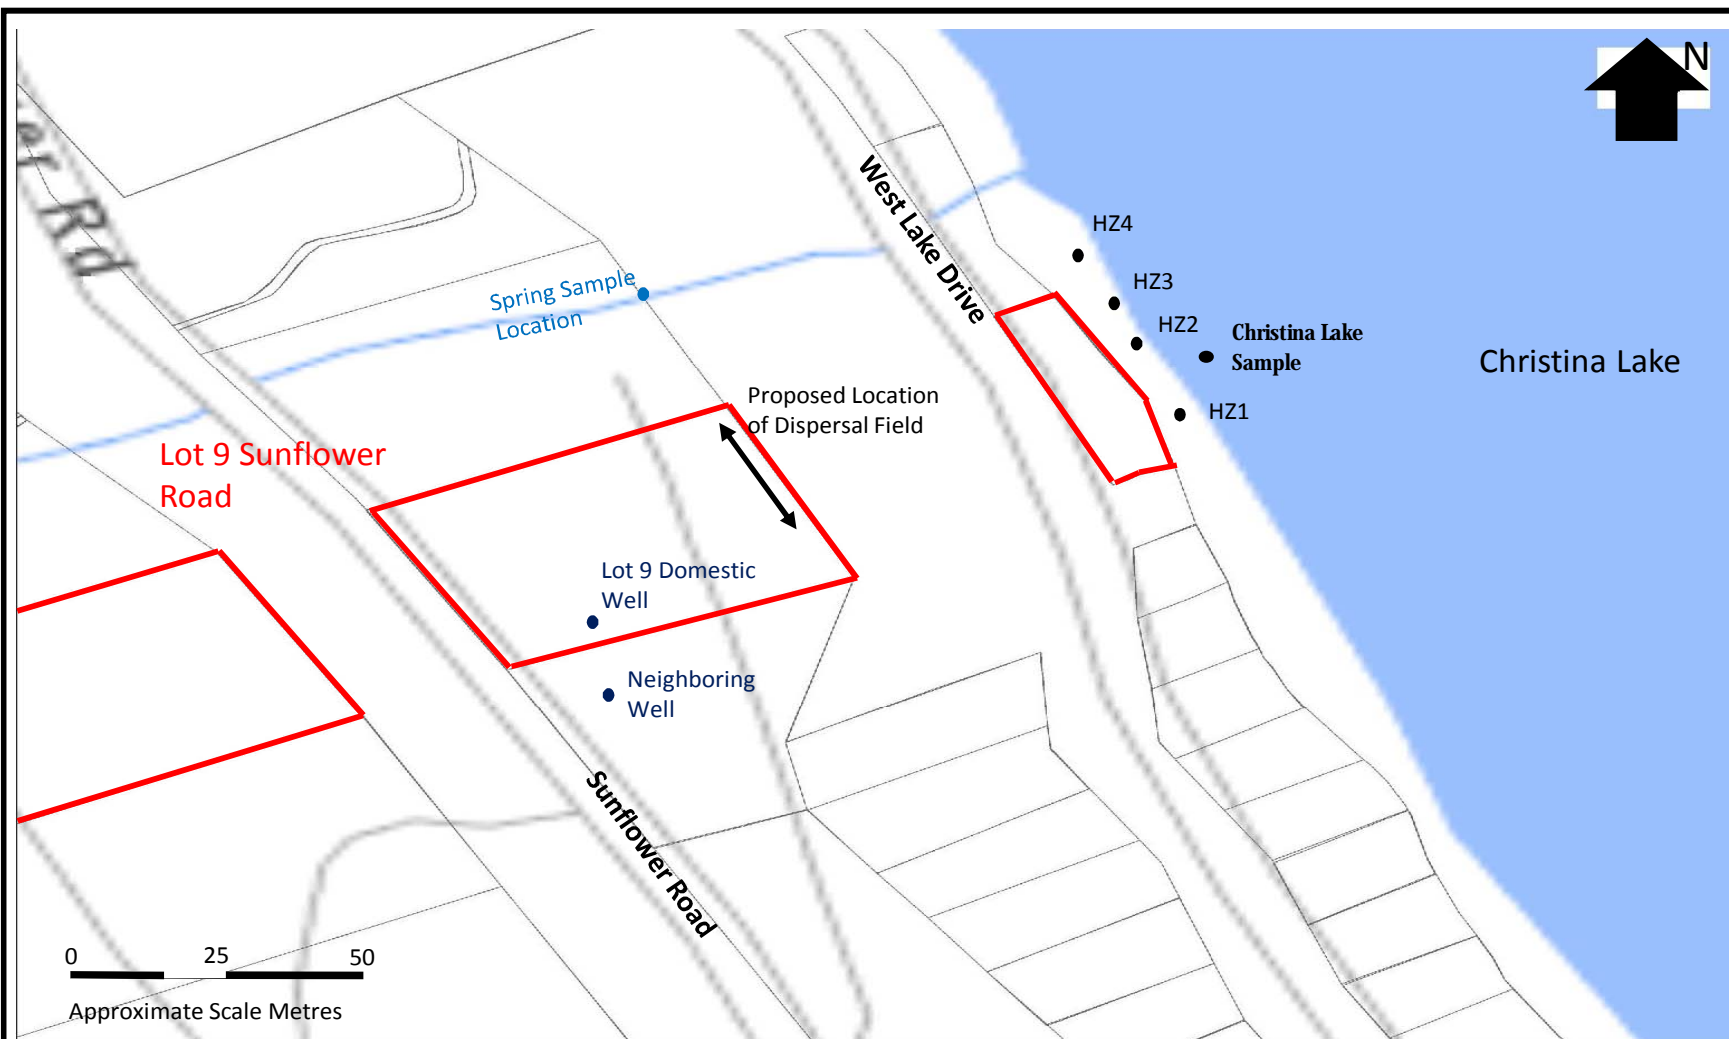 N
er Rd
West Lake Drive
HZ4
HZ3
HZ2
Christina Lake
Sample
HZ1
Christina Lake
Spring Sample
Location
Proposed Location
of Dispersal Field
Lot 9 Sunflower
Road
Lot 9 Domestic
Well
Neighboring
Well
Sunflower Road
0 25 50
Approximate Scale Metres